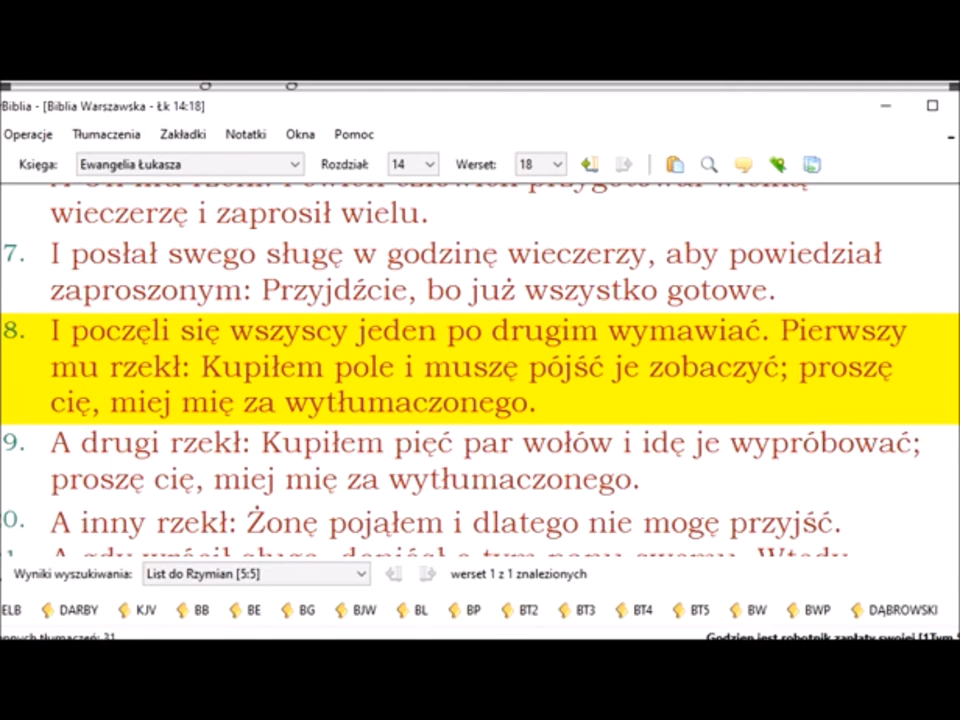 Biblia - [Biblia Warszawska - Łk 14:18]
Operacje Tłumaczenia Zakładki Notatki Okna Pomoc
Księga: Ewangelia Łukasza Rozdział: 14 Werset: 18
wieczerzę i zaprosił wielu.
7. I posłał swego sługę w godzinę wieczerzy, aby powiedział
zaproszonym: Przyjdźcie, bo już wszystko gotowe.
8. I poczęli się wszyscy jeden po drugim wymawiać. Pierwszy
mu rzekł: Kupiłem pole i muszę pójść je zobaczyć; proszę
cię, miej mię za wytłumaczonego.
9. A drugi rzekł: Kupiłem pięć par wołów i idę je wypróbować;
proszę cię, miej mię za wytłumaczonego.
0. A inny rzekł: Żonę pojąłem i dlatego nie mogę przyjść.
Wyniki wyszukiwania: List do Rzymian [5:5] werset 1 z 1 znalezionych
ELB DARBY KJV BB BE BG BJW BL BP BT2 BT3 BT4 BT5 BW BWP DĄBROWSKI
tłumaczeń: 31 Godzien jest robotnik zapłaty swojej [1Tym